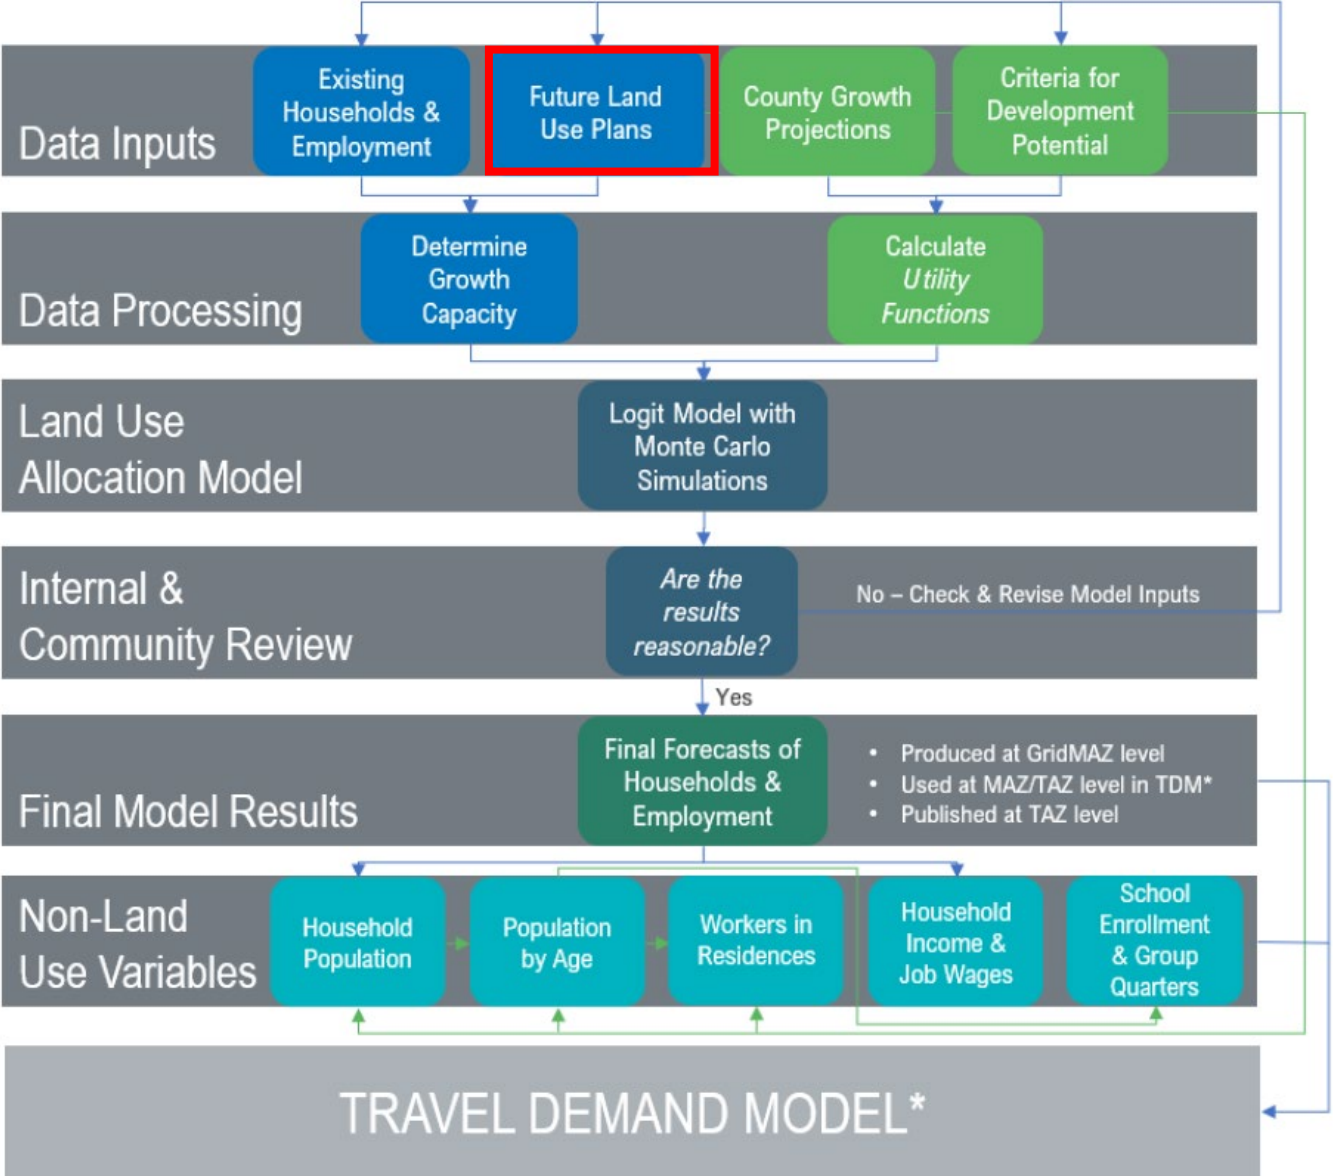 Data Inputs
Existing
Households &
Employment
Future Land
Use Plans
County Growth
Projections
Criteria for
Development
Potential
Data Processing
Determine
Growth
Capacity
Calculate
Utility
Functions
Land Use
Allocation Model
Logit Model with
Monte Carlo
Simulations
Internal &
Community Review
Are the
results
reasonable?
No – Check & Revise Model Inputs
Yes
Final Model Results
Final Forecasts of
Households &
Employment
• Produced at GridMAZ level
• Used at MAZ/TAZ level in TDM*
• Published at TAZ level
Non-Land
Use Variables
Household
Population
Population
by Age
Workers in
Residences
Household
Income &
Job Wages
School
Enrollment
& Group
Quarters
TRAVEL DEMAND MODEL*